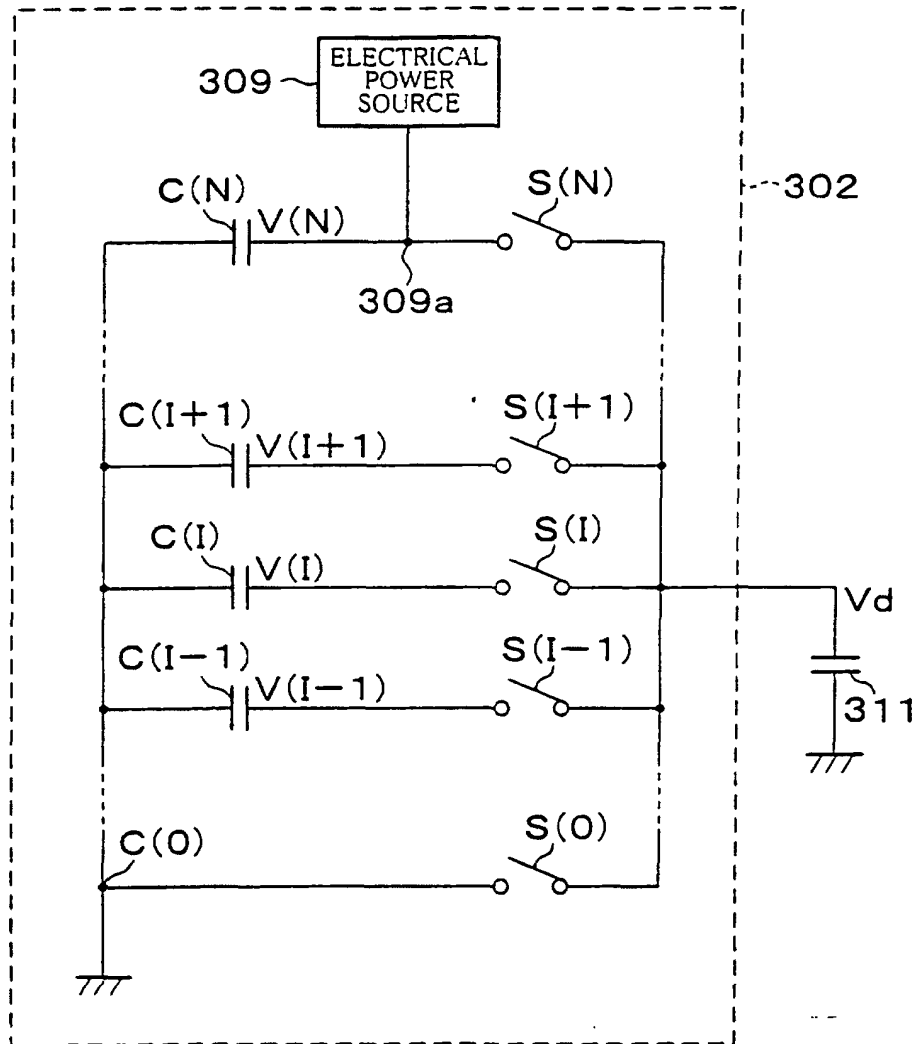 ELECTRICAL
POWER
SOURCE
309
C(N)
V(N)
S(N)
302
309a
C(I+1)
V(I+1)
S(I+1)
C(I)
V(I)
S(I)
Vd
C(I−1)
V(I−1)
S(I−1)
311
C(0)
S(0)